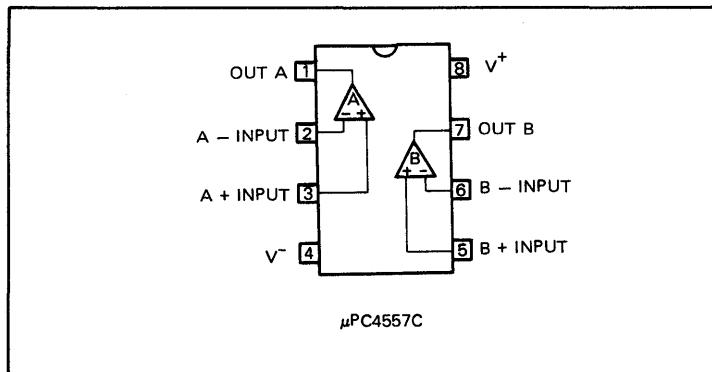 OUT A 1
8 V+
A
− +
A − INPUT 2
7 OUT B
B
+ −
A + INPUT 3
6 B − INPUT
V− 4
5 B + INPUT
μPC4557C